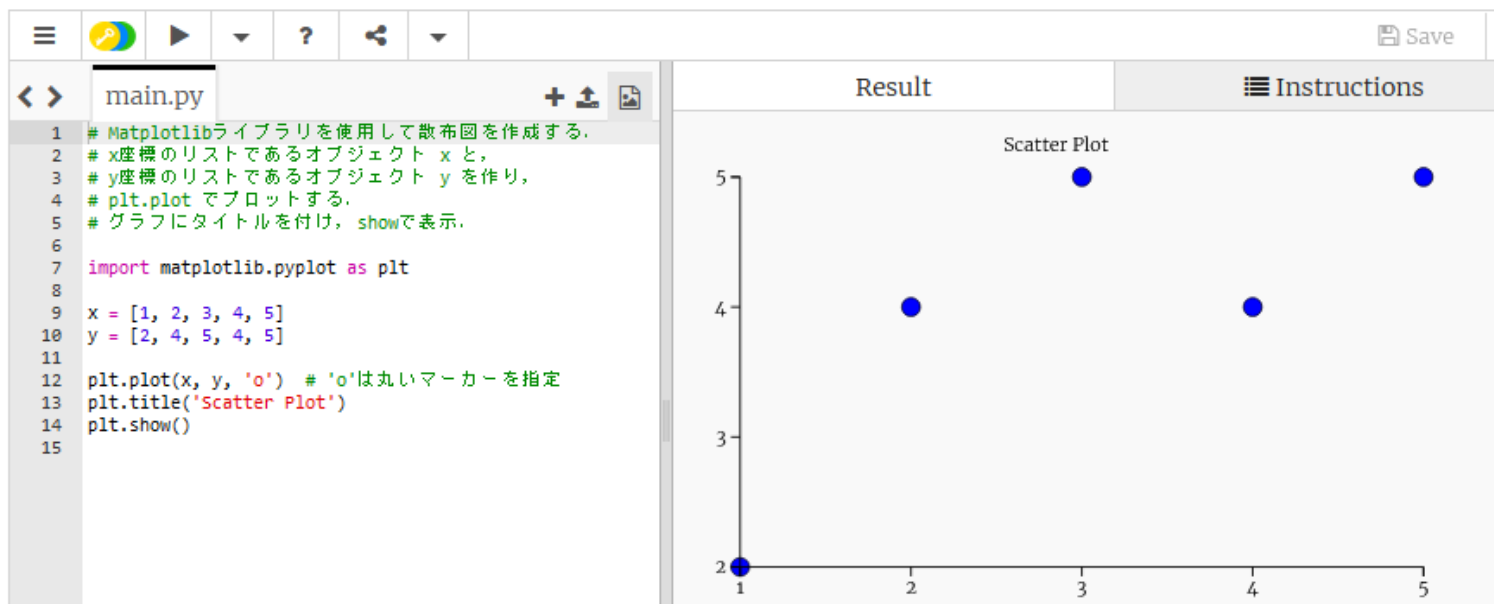 ?
Save
main.py
Result
Instructions
1 # Matplotlibライブラリを使用して散布図を作成する.
2 # x座標のリストであるオブジェクト x と,
3 # y座標のリストであるオブジェクト y を作り,
4 # plt.plot でプロットする.
5 # グラフにタイトルを付け, showで表示.
6
7 import matplotlib.pyplot as plt
8
9 x = [1, 2, 3, 4, 5]
10 y = [2, 4, 5, 4, 5]
11
12 plt.plot(x, y, 'o')  # 'o'は丸いマーカーを指定
13 plt.title('Scatter Plot')
14 plt.show()
15
Scatter Plot
5
4
3
2
1 2 3 4 5